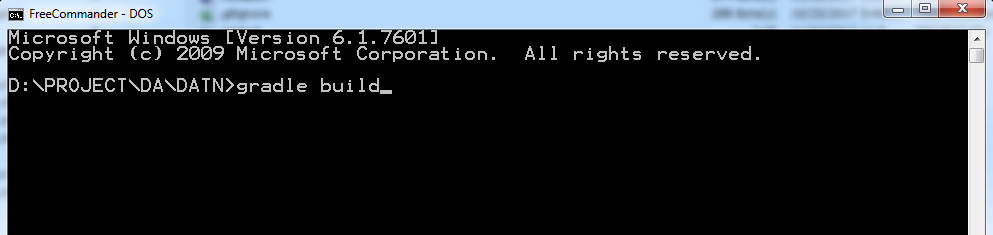 FreeCommander - DOS
Microsoft Windows [Version 6.1.7601]
Copyright (c) 2009 Microsoft Corporation.  All rights reserved.
D:\PROJECT\DA\DATN>gradle build_